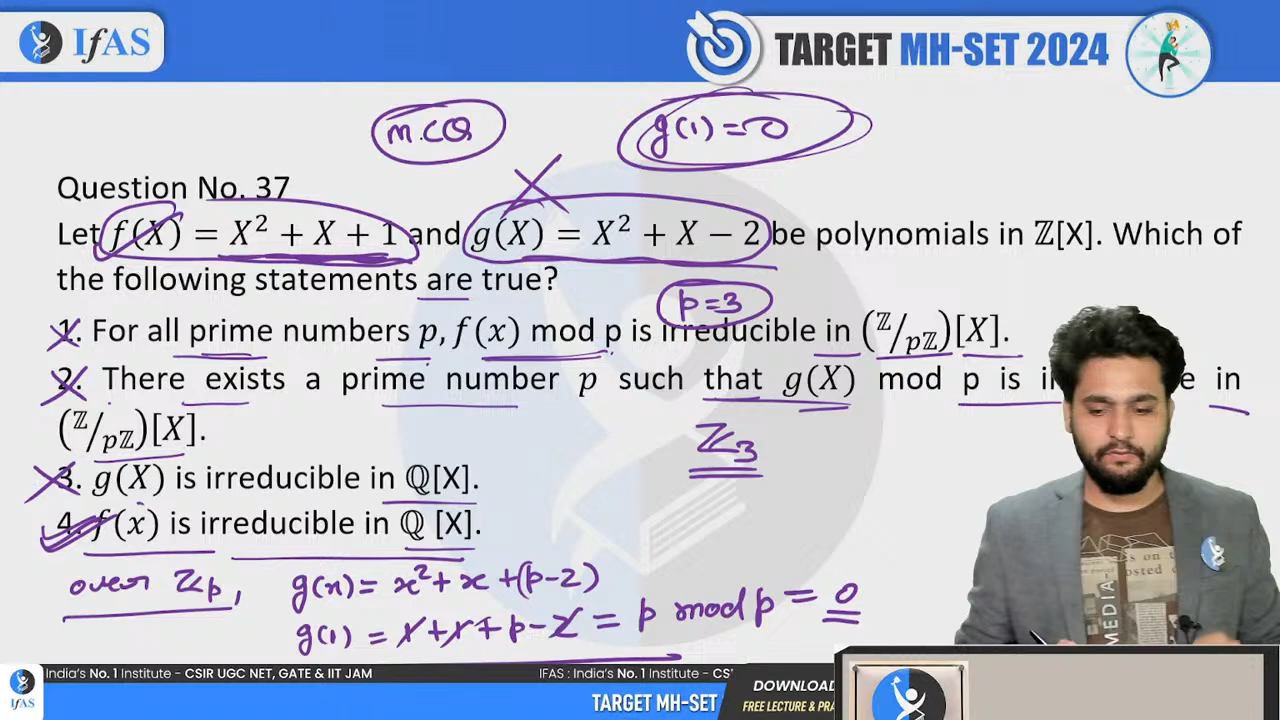 IfAS
TARGET MH-SET 2024
M.C.Q
g(1) = 0
Question No. 37
Let f(X) = X² + X + 1 and g(X) = X² + X − 2 be polynomials in ℤ[X]. Which of
the following statements are true?
p=3
1. For all prime numbers p, f(x) mod p is irreducible in (ℤ/pℤ)[X].
2. There exists a prime number p such that g(X) mod p is in
(ℤ/pℤ)[X].
ℤ₃
3. g(X) is irreducible in ℚ[X].
4. f(x) is irreducible in ℚ [X].
over ℤp, g(x) = x² + x + (p-2)
g(1) = 1 + 1 + p - 2 = p mod p = 0
MEDIA
India's No. 1 Institute - CSIR UGC NET, GATE & IIT JAM
IFAS : India's No. 1 Institute -
TARGET MH-SET
DOWNLOAD
FREE LECTURE &
IfAS